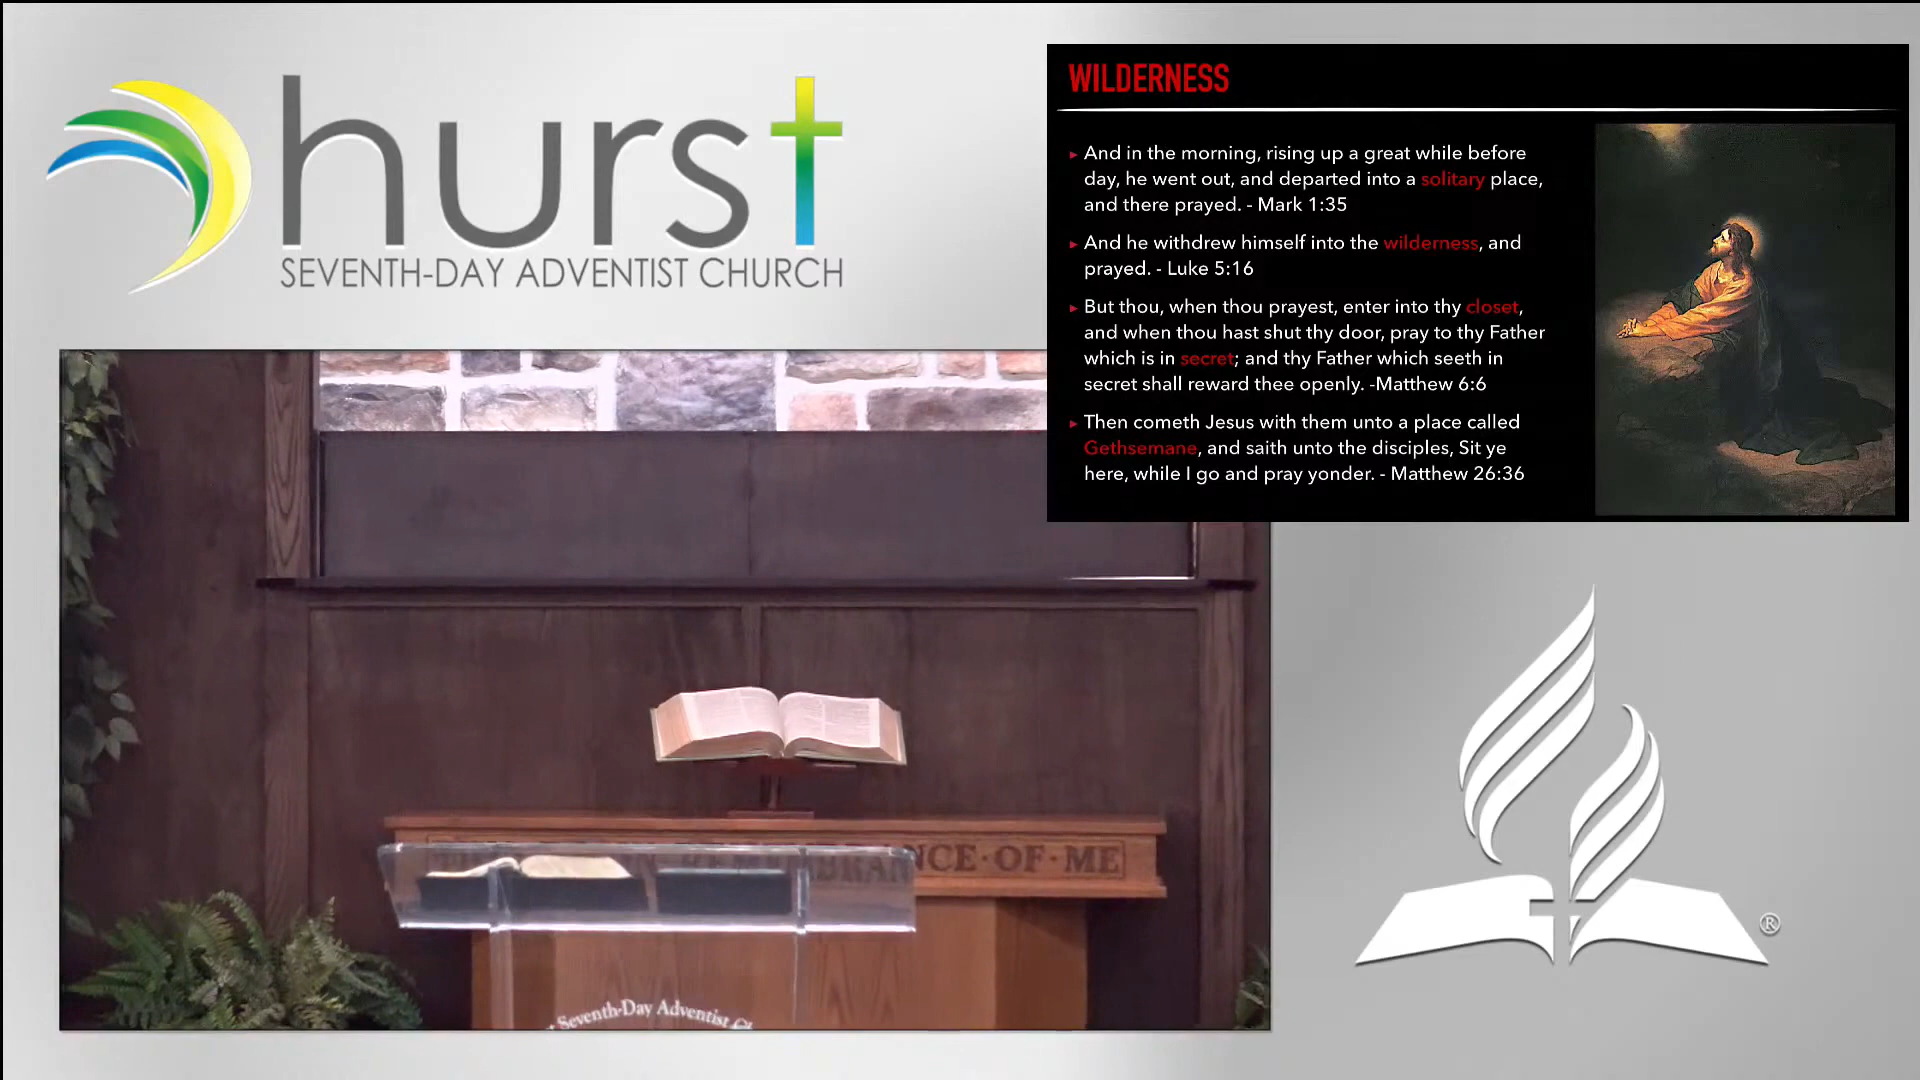 hurst
SEVENTH-DAY ADVENTIST CHURCH
WILDERNESS
▸ And in the morning, rising up a great while before
day, he went out, and departed into a solitary place,
and there prayed. - Mark 1:35
▸ And he withdrew himself into the wilderness, and
prayed. - Luke 5:16
▸ But thou, when thou prayest, enter into thy closet,
and when thou hast shut thy door, pray to thy Father
which is in secret; and thy Father which seeth in
secret shall reward thee openly. -Matthew 6:6
▸ Then cometh Jesus with them unto a place called
Gethsemane, and saith unto the disciples, Sit ye
here, while I go and pray yonder. - Matthew 26:36
REMEMBRANCE·OF·ME
Seventh-Day Adventist
®